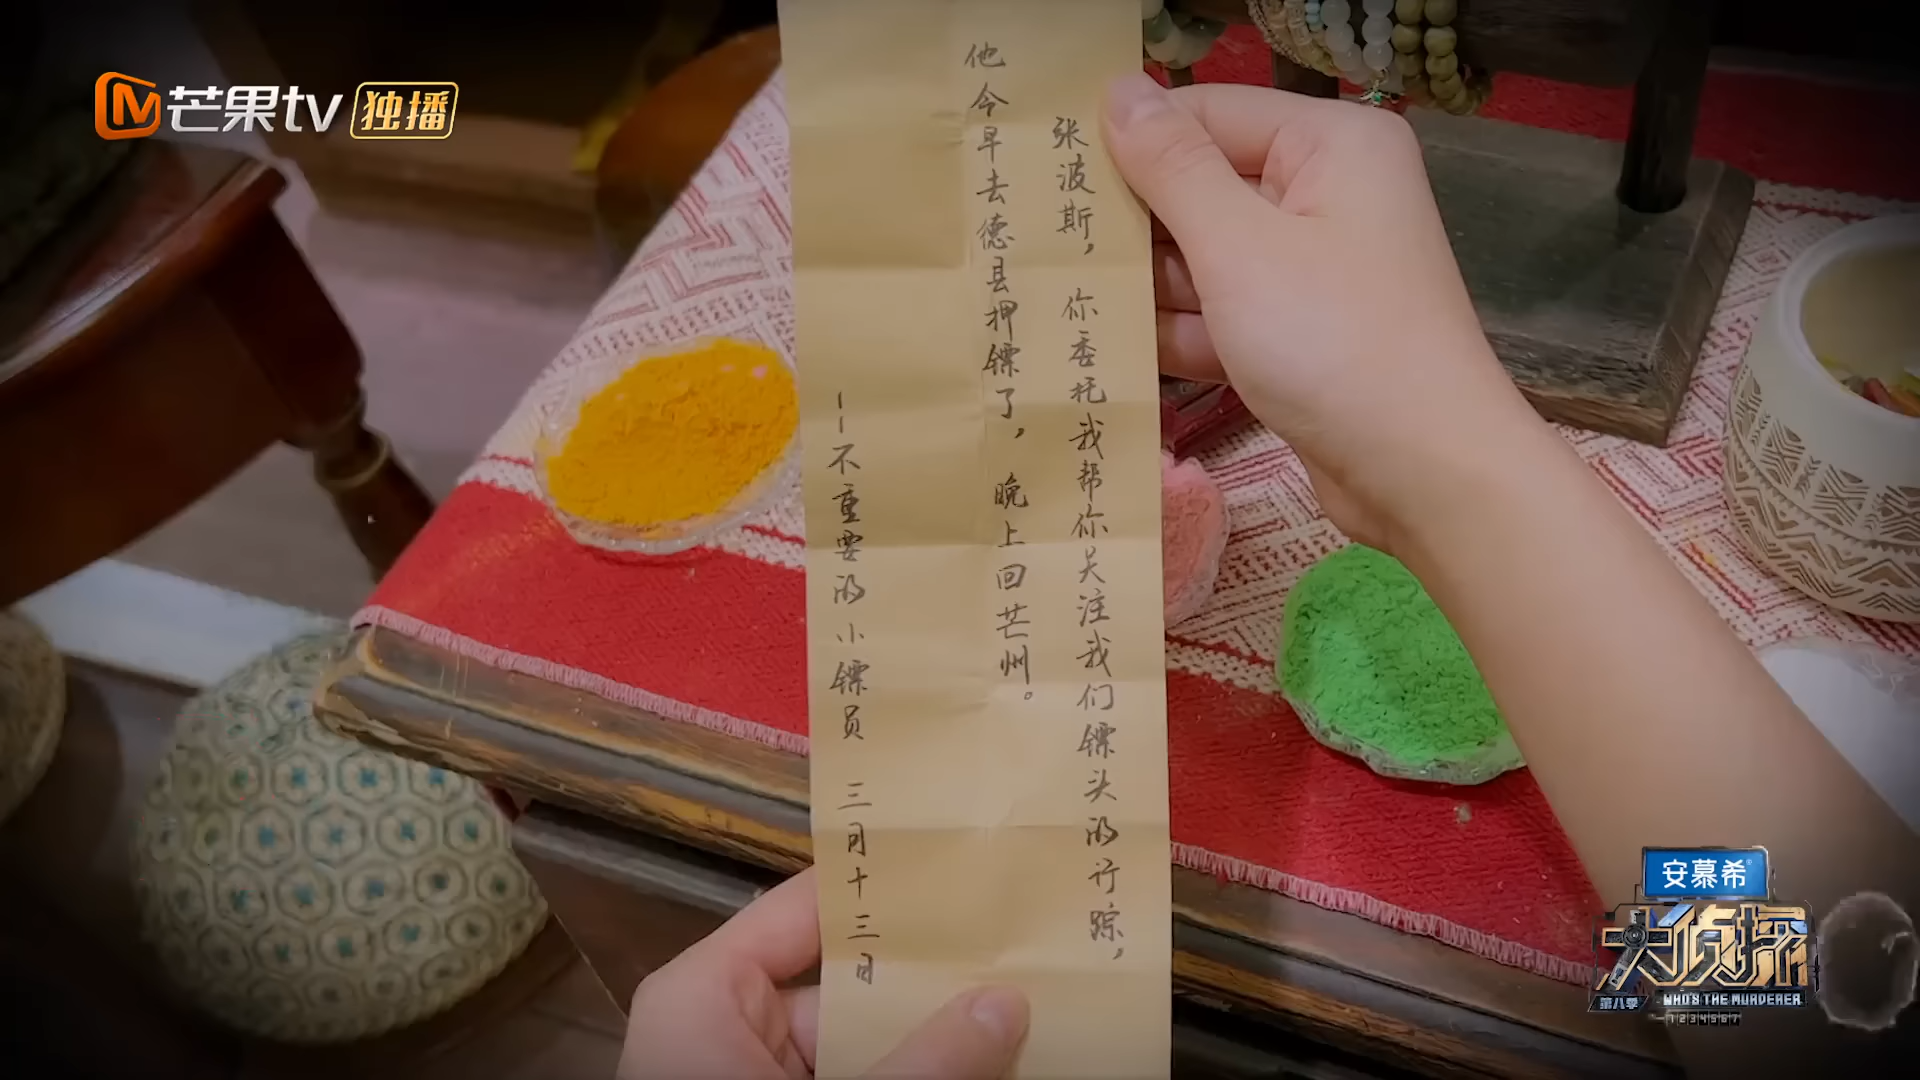 芒果tv 独播
张波斯，你委托我帮你关注我们镖头的行踪，
他今早去德县押镖了，晚上回芒州。
——不重要的小镖员 三月十三日
安慕希
大侦探
第八季 WHO'S THE MURDERER
1234567